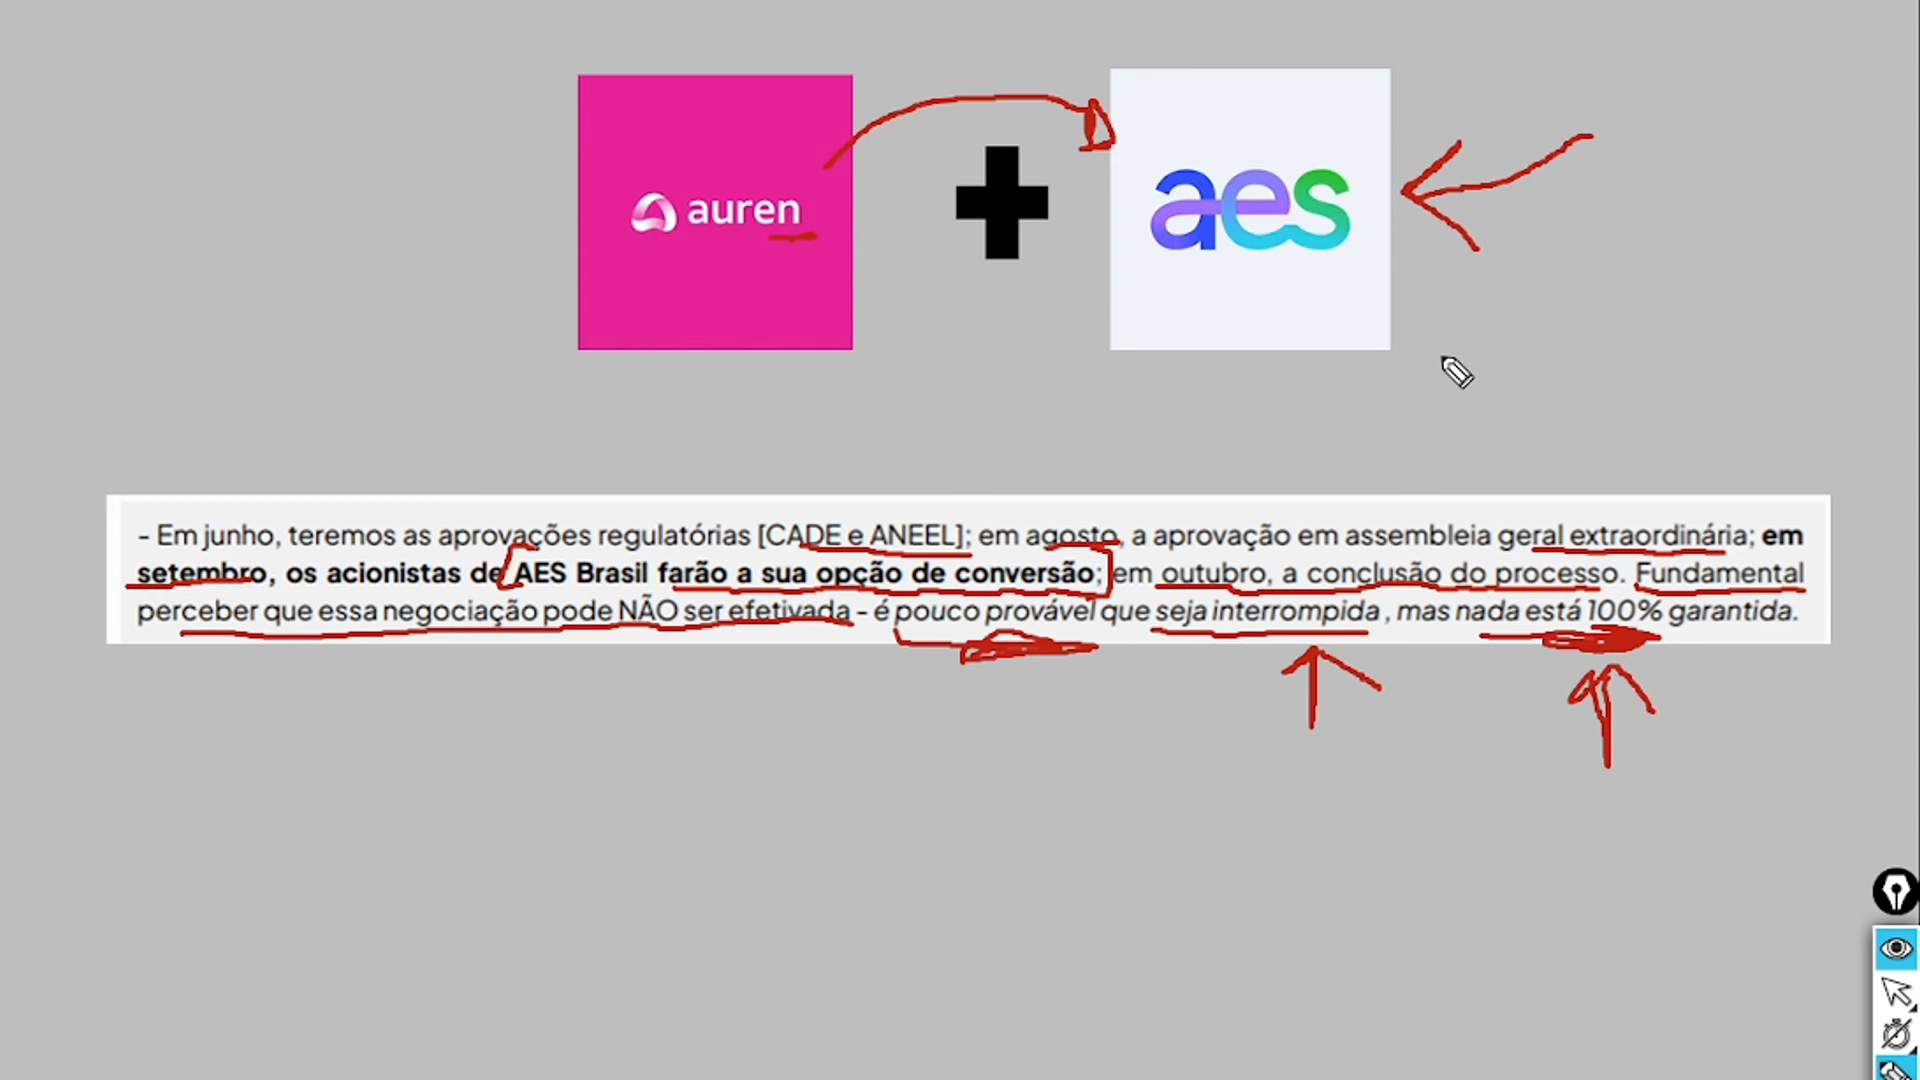 auren
aes
- Em junho, teremos as aprovações regulatórias [CADE e ANEEL]; em agosto, a aprovação em assembleia geral extraordinária; em
setembro, os acionistas de AES Brasil farão a sua opção de conversão; em outubro, a conclusão do processo. Fundamental
perceber que essa negociação pode NÃO ser efetivada - é pouco provável que seja interrompida , mas nada está 100% garantida.